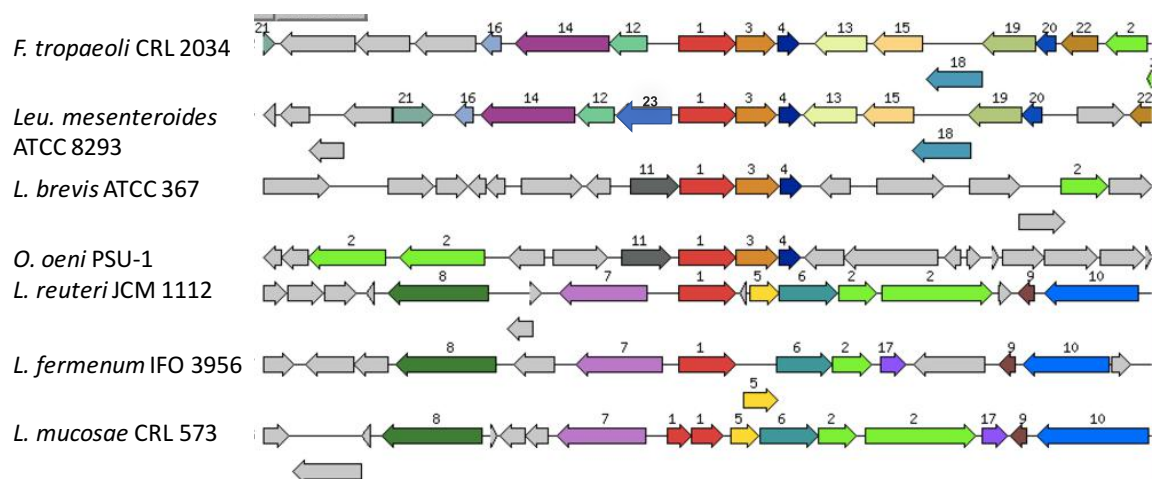 21 16 14 12 1 3 4 13 15 19 20 22 2
F. tropaeoli CRL 2034
18
21 16 14 12 23 1 3 4 13 15 19 20 22
Leu. mesenteroides
ATCC 8293
18
L. brevis ATCC 367
11 1 3 4 2
O. oeni PSU-1
2 2 11 1 3 4
L. reuteri JCM 1112
8 7 1 5 6 2 2 9 10
L. fermenum IFO 3956
8 7 1 6 2 17 9 10
5
L. mucosae CRL 573
8 7 1 1 5 6 2 2 17 9 10